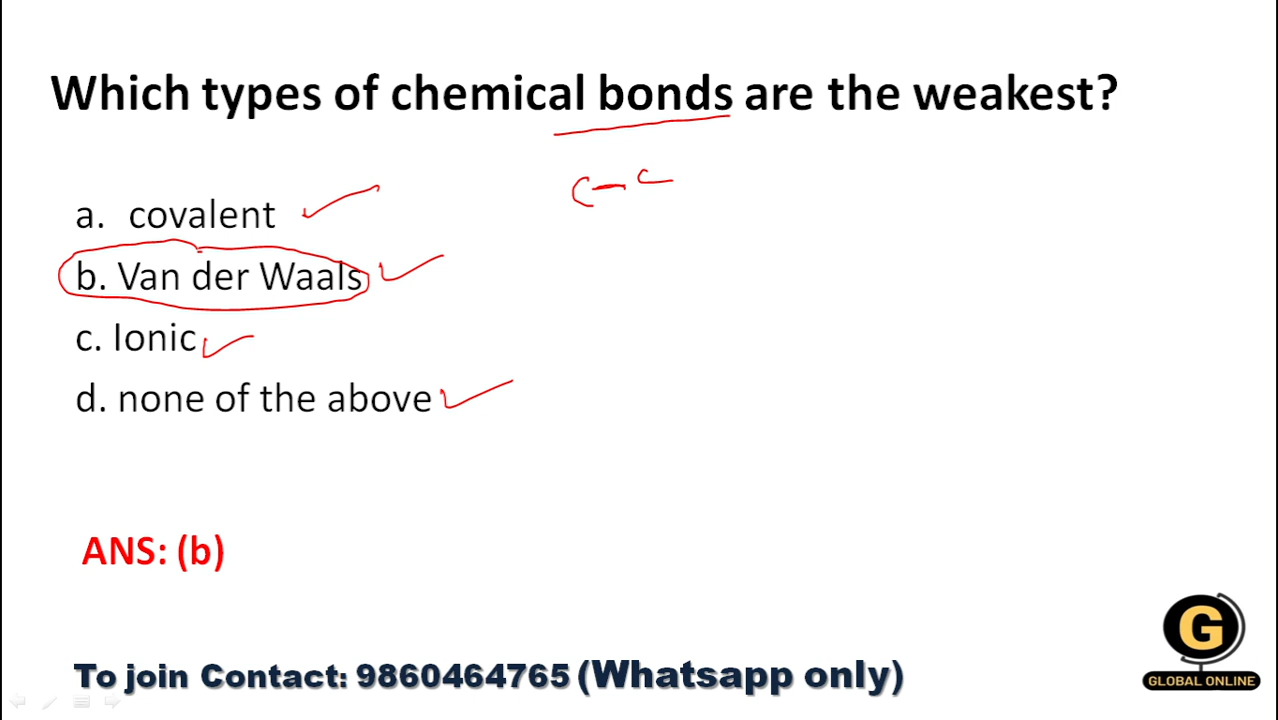 Which types of chemical bonds are the weakest?
c-c
a. covalent
b. Van der Waals
c. Ionic
d. none of the above
ANS: (b)
To join Contact: 9860464765 (Whatsapp only)
G
GLOBAL ONLINE